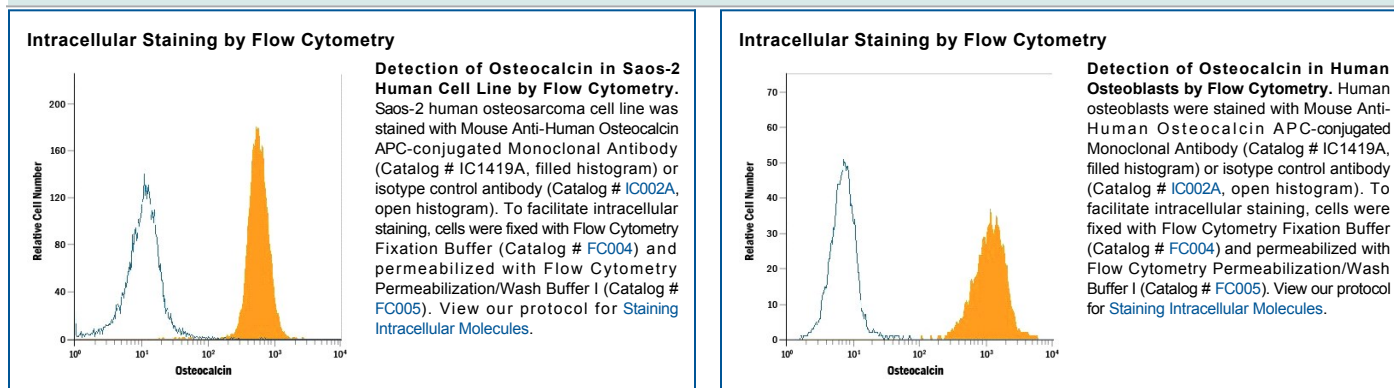 Intracellular Staining by Flow Cytometry
Relative Cell Number
200
160
120
80
40
0
10⁰ 10¹ 10² 10³ 10⁴
Osteocalcin
Detection of Osteocalcin in Saos-2
Human Cell Line by Flow Cytometry.
Saos-2 human osteosarcoma cell line was
stained with Mouse Anti-Human Osteocalcin
APC-conjugated Monoclonal Antibody
(Catalog # IC1419A, filled histogram) or
isotype control antibody (Catalog # IC002A,
open histogram). To facilitate intracellular
staining, cells were fixed with Flow Cytometry
Fixation Buffer (Catalog # FC004) and
permeabilized with Flow Cytometry
Permeabilization/Wash Buffer I (Catalog #
FC005). View our protocol for Staining
Intracellular Molecules.
Intracellular Staining by Flow Cytometry
Relative Cell Number
70
60
50
40
30
20
10
0
10⁰ 10¹ 10² 10³ 10⁴
Osteocalcin
Detection of Osteocalcin in Human
Osteoblasts by Flow Cytometry. Human
osteoblasts were stained with Mouse Anti-
Human Osteocalcin APC-conjugated
Monoclonal Antibody (Catalog # IC1419A,
filled histogram) or isotype control antibody
(Catalog # IC002A, open histogram). To
facilitate intracellular staining, cells were
fixed with Flow Cytometry Fixation Buffer
(Catalog # FC004) and permeabilized with
Flow Cytometry Permeabilization/Wash
Buffer I (Catalog # FC005). View our protocol
for Staining Intracellular Molecules.